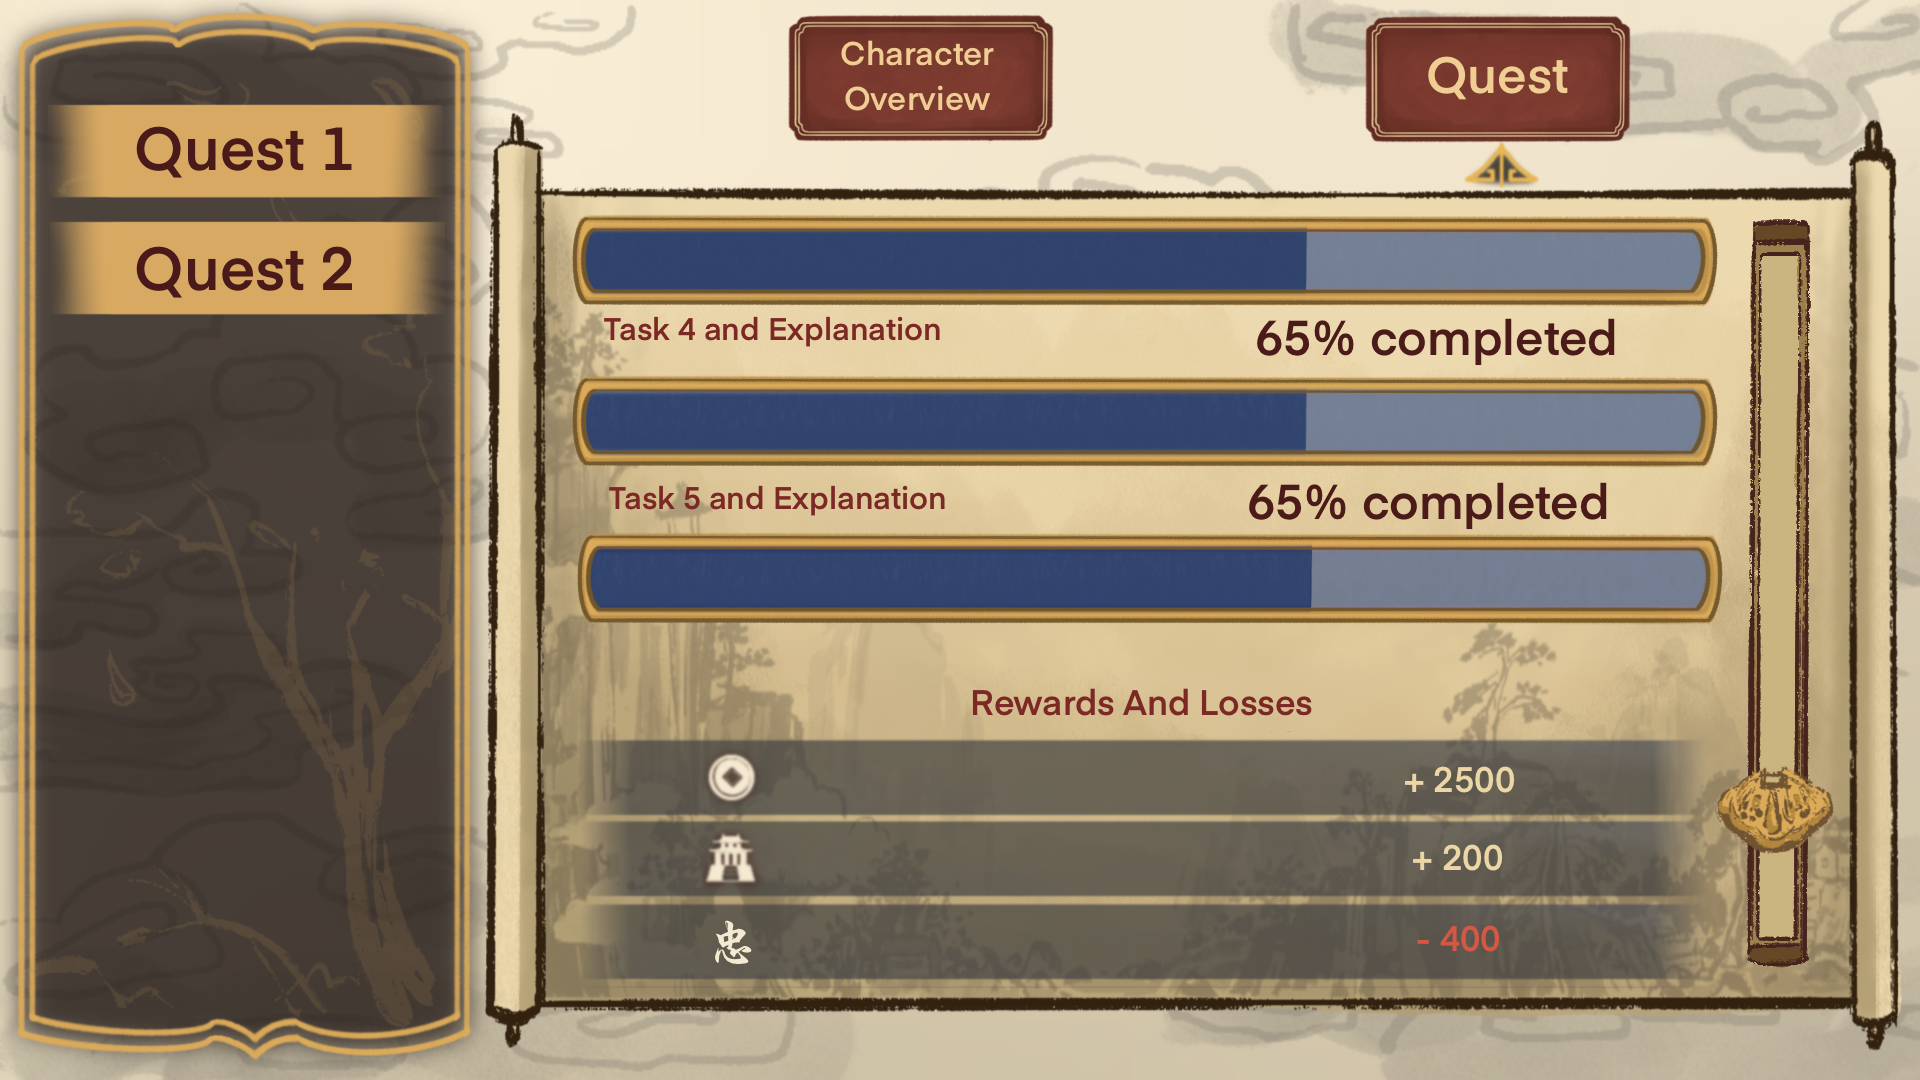 Character
Overview
Quest
Quest 1
Quest 2
Task 4 and Explanation
65% completed
Task 5 and Explanation
65% completed
Rewards And Losses
+ 2500
+ 200
忠
- 400